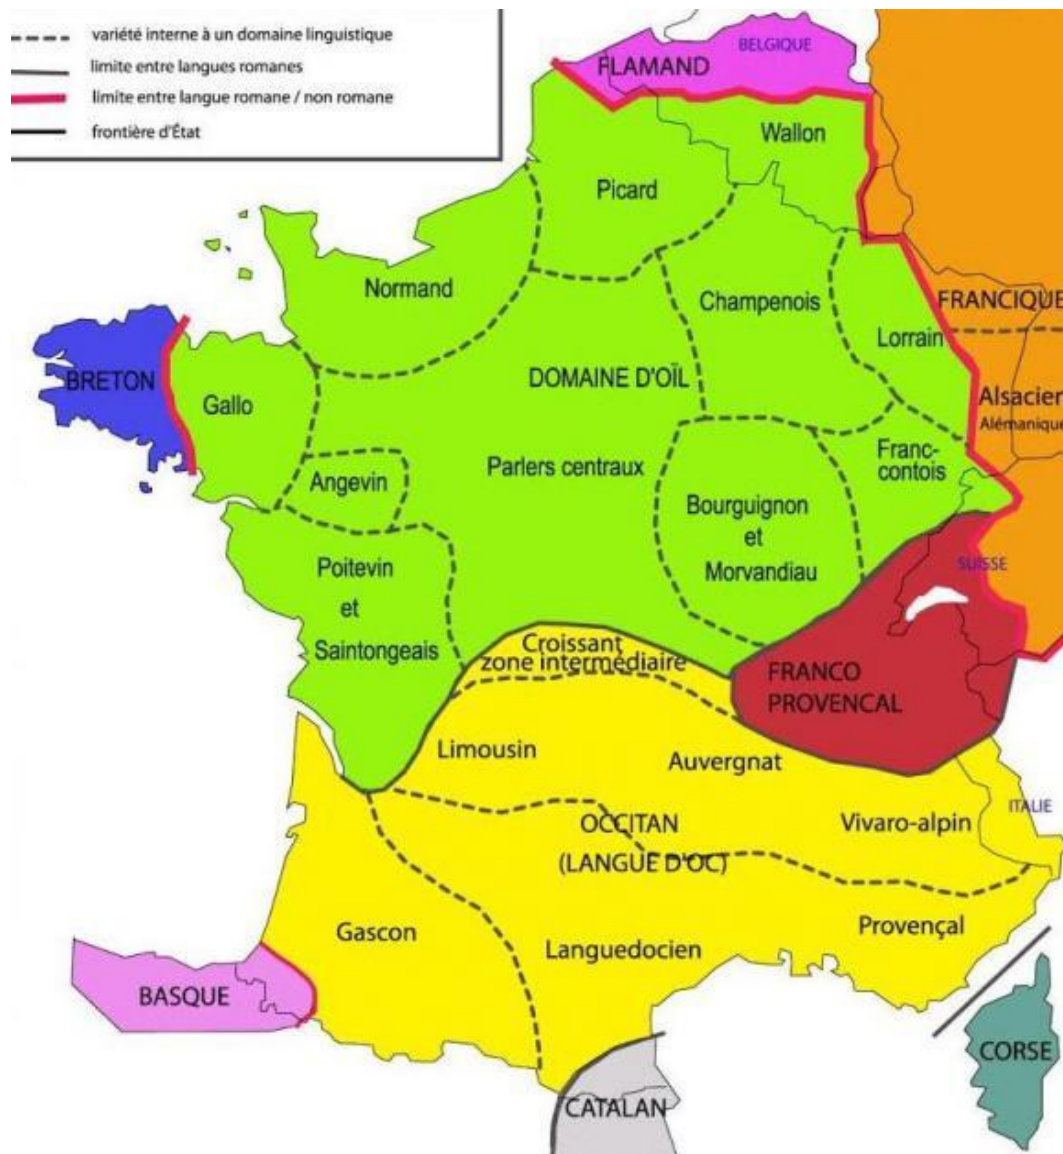 variété interne à un domaine linguistique
limite entre langues romanes
limite entre langue romane / non romane
frontière d'État
BELGIQUE
FLAMAND
Wallon
Picard
Normand
Champenois
FRANCIQUE
Lorrain
BRETON
Gallo
DOMAINE D'OÏL
Alsacien
Alémanique
Angevin
Parlers centraux
Franc-
contois
Bourguignon
et
Morvandiau
Poitevin
et
Saintongeais
SUISSE
Croissant
zone intermédiaire
FRANCO
PROVENCAL
Limousin
Auvergnat
ITALIE
OCCITAN
(LANGUE D'OC)
Vivaro-alpin
Gascon
Languedocien
Provençal
BASQUE
CORSE
CATALAN